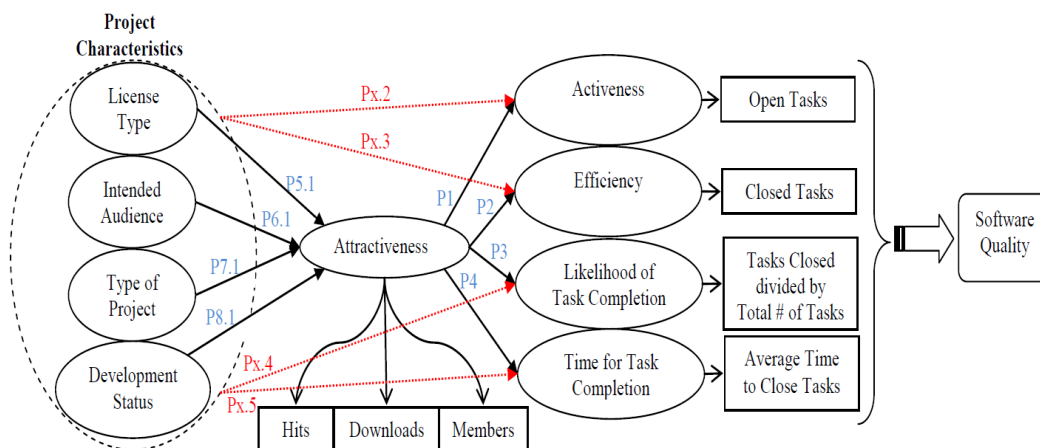 Project
Characteristics
License
Type
Intended
Audience
Type of
Project
Development
Status
Px.2
Px.3
P5.1
P6.1
P7.1
P8.1
Px.4
Px.5
Attractiveness
P1
P2
P3
P4
Hits
Downloads
Members
Activeness
Efficiency
Likelihood of
Task Completion
Time for Task
Completion
Open Tasks
Closed Tasks
Tasks Closed
divided by
Total # of Tasks
Average Time
to Close Tasks
Software
Quality